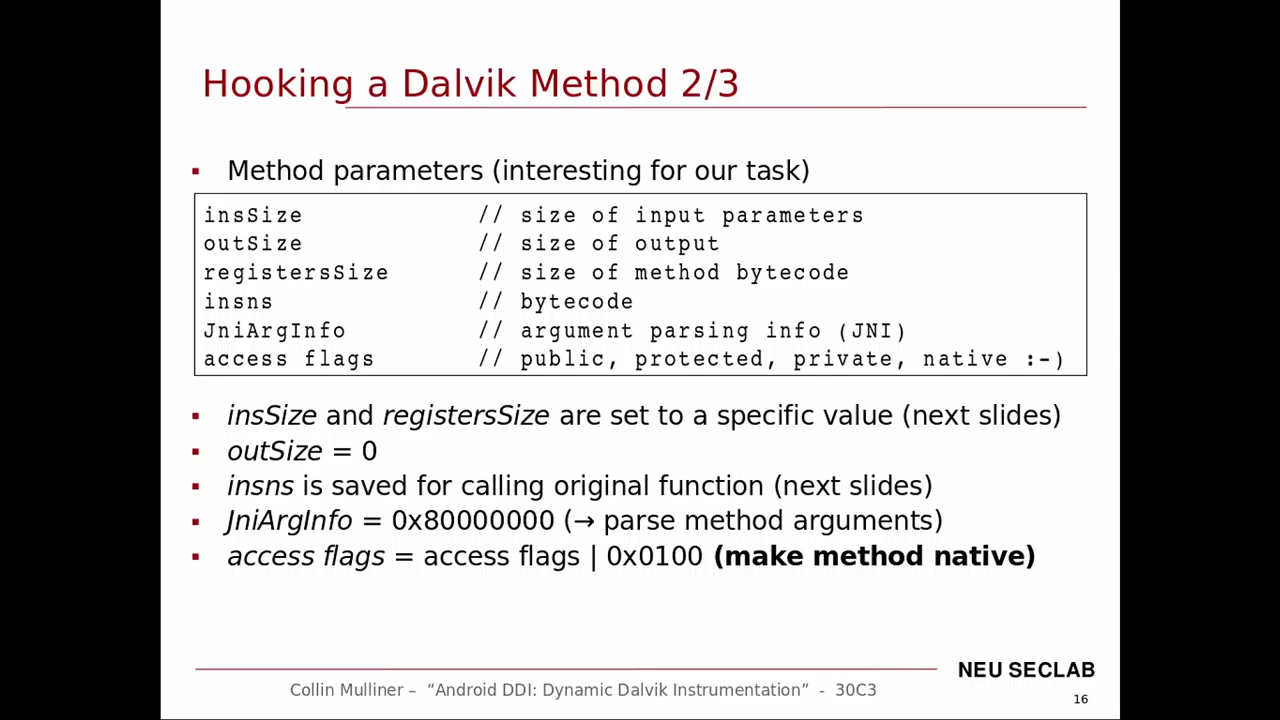 Hooking a Dalvik Method 2/3
▪ Method parameters (interesting for our task)
insSize // size of input parameters
outSize // size of output
registersSize // size of method bytecode
insns // bytecode
JniArgInfo // argument parsing info (JNI)
access flags // public, protected, private, native :-)
▪ insSize and registersSize are set to a specific value (next slides)
▪ outSize = 0
▪ insns is saved for calling original function (next slides)
▪ JniArgInfo = 0x80000000 (→ parse method arguments)
▪ access flags = access flags | 0x0100 (make method native)
NEU SECLAB
Collin Mulliner – “Android DDI: Dynamic Dalvik Instrumentation” - 30C3
16